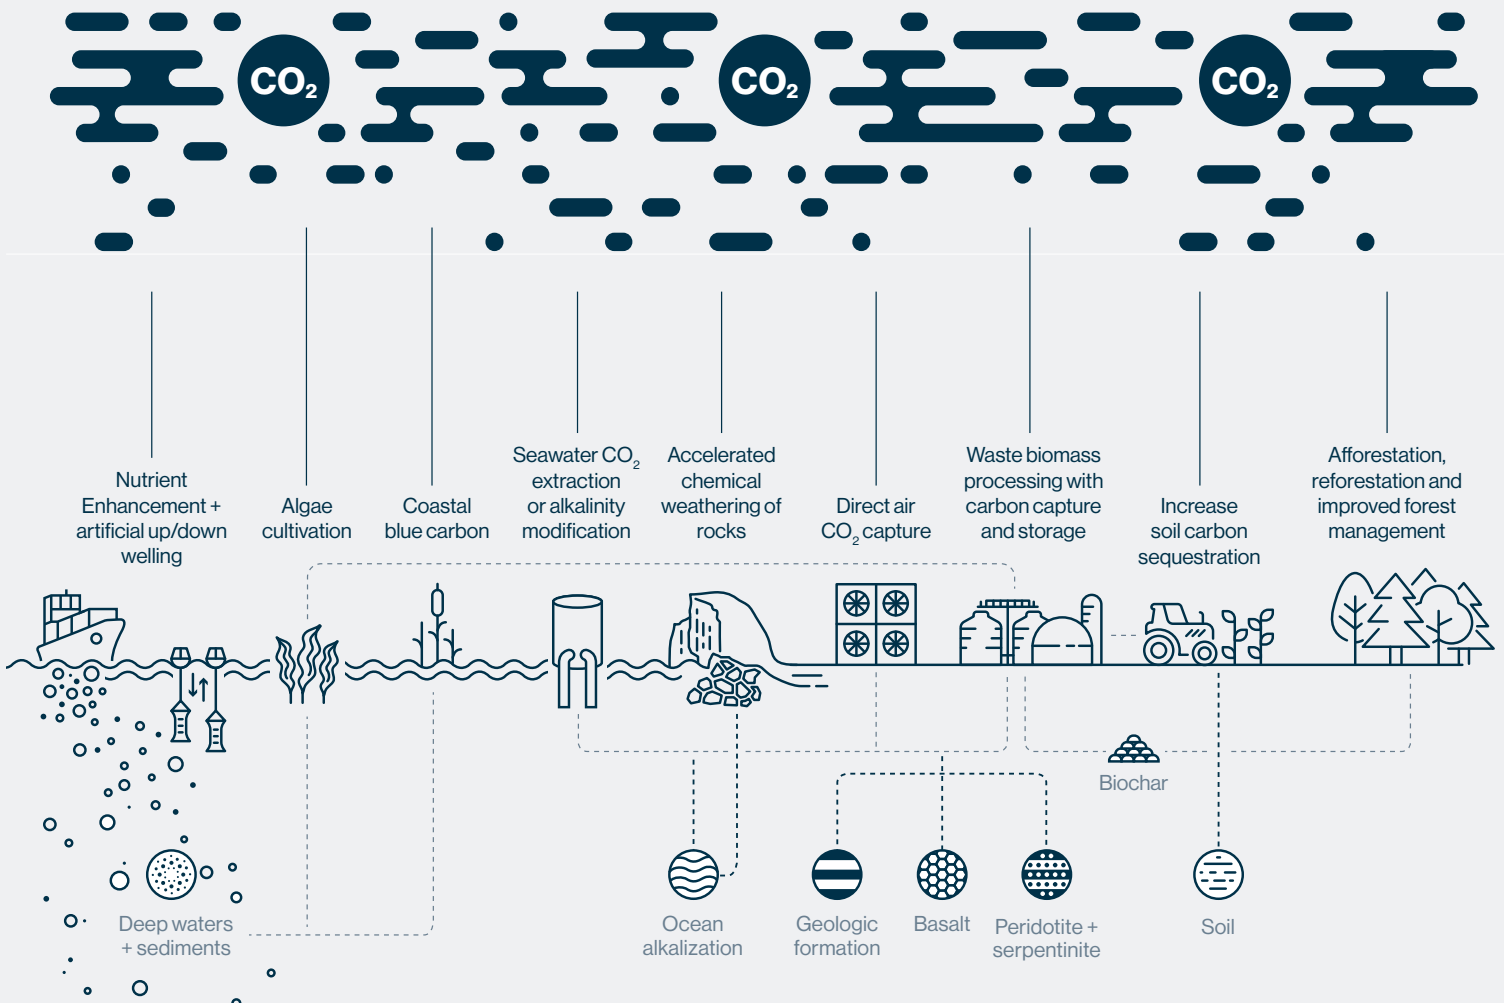 CO₂
CO₂
CO₂
Nutrient
Enhancement +
artificial up/down
welling
Algae
cultivation
Coastal
blue carbon
Seawater CO₂
extraction
or alkalinity
modification
Accelerated
chemical
weathering of
rocks
Direct air
CO₂ capture
Waste biomass
processing with
carbon capture
and storage
Increase
soil carbon
sequestration
Afforestation,
reforestation and
improved forest
management
Biochar
Deep waters
+ sediments
Ocean
alkalization
Geologic
formation
Basalt
Peridotite +
serpentinite
Soil